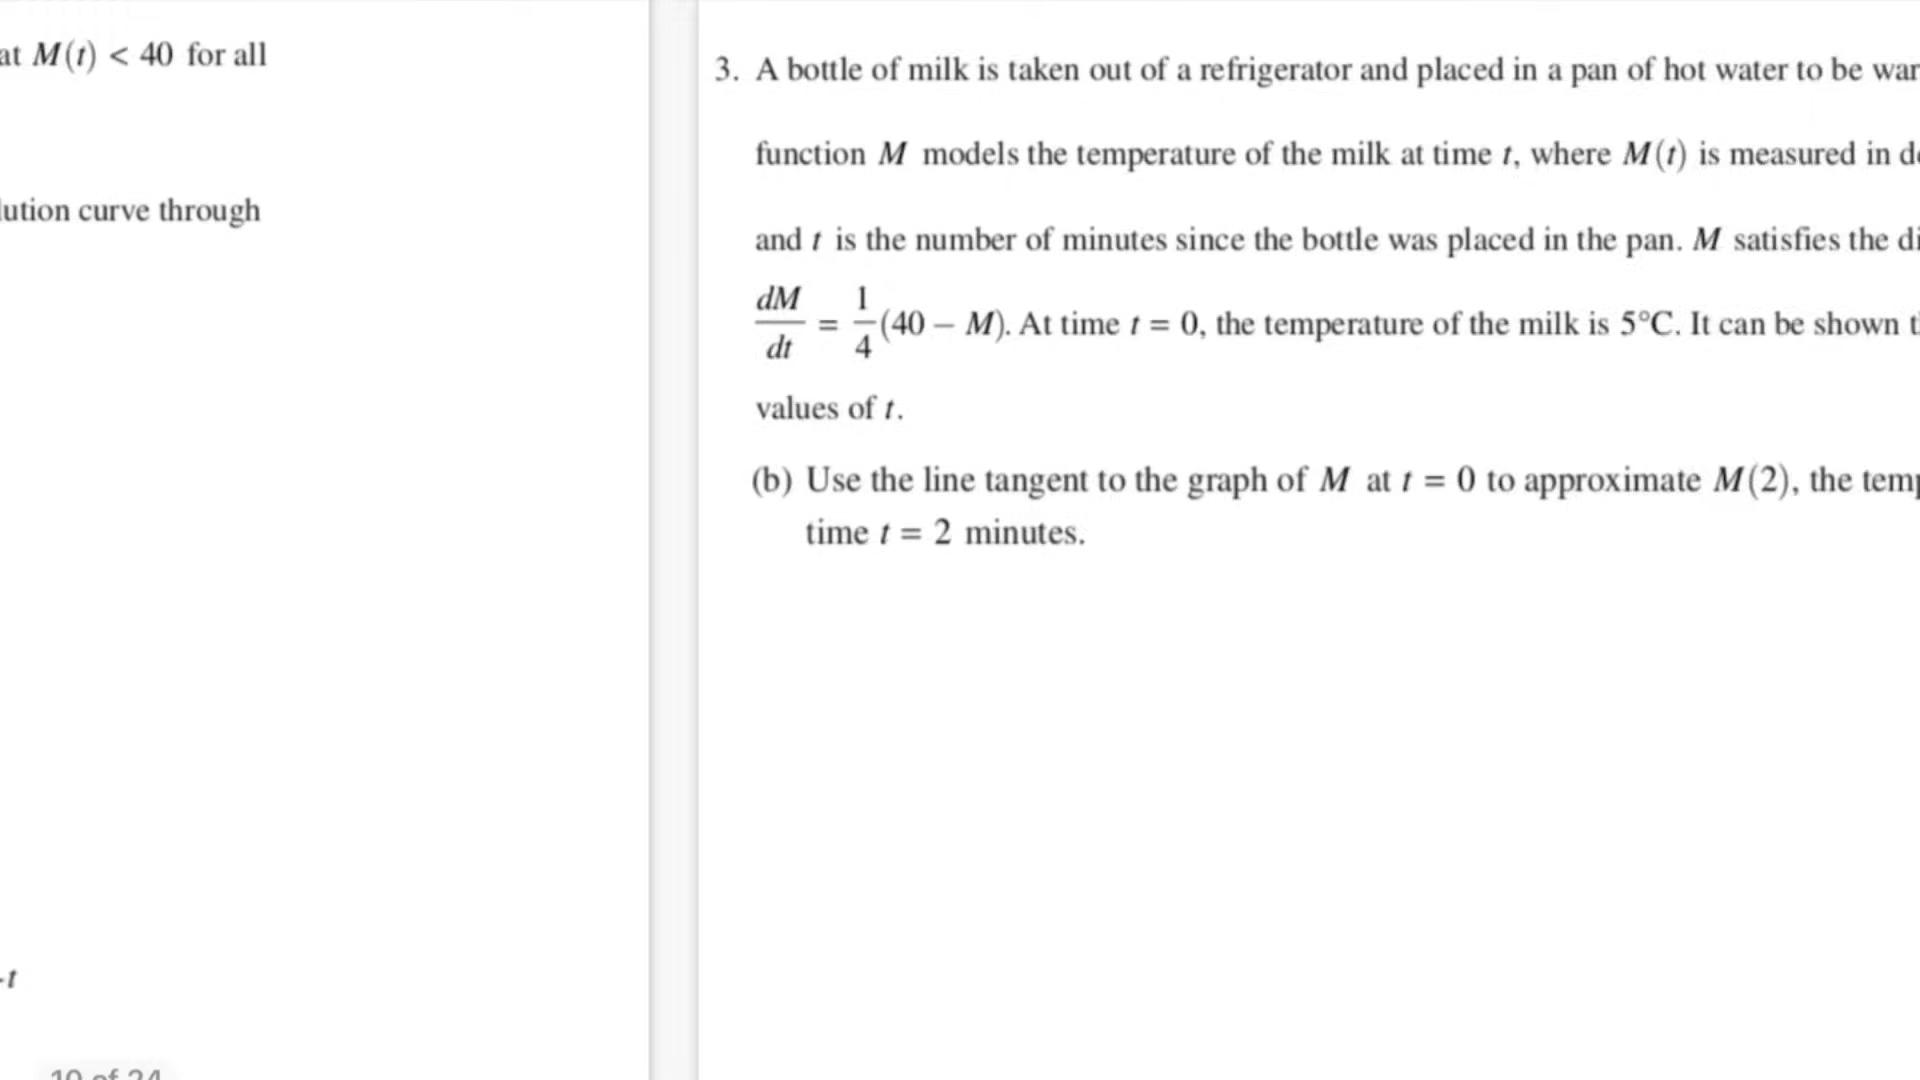 at M(t) < 40 for all
ution curve through
-t
3. A bottle of milk is taken out of a refrigerator and placed in a pan of hot water to be
function M models the temperature of the milk at time t, where M(t) is measured in
and t is the number of minutes since the bottle was placed in the pan. M satisfies the
dM/dt = 1/4(40 – M). At time t = 0, the temperature of the milk is 5°C. It can be shown
values of t.
(b) Use the line tangent to the graph of M at t = 0 to approximate M(2), the
time t = 2 minutes.
10 of 24